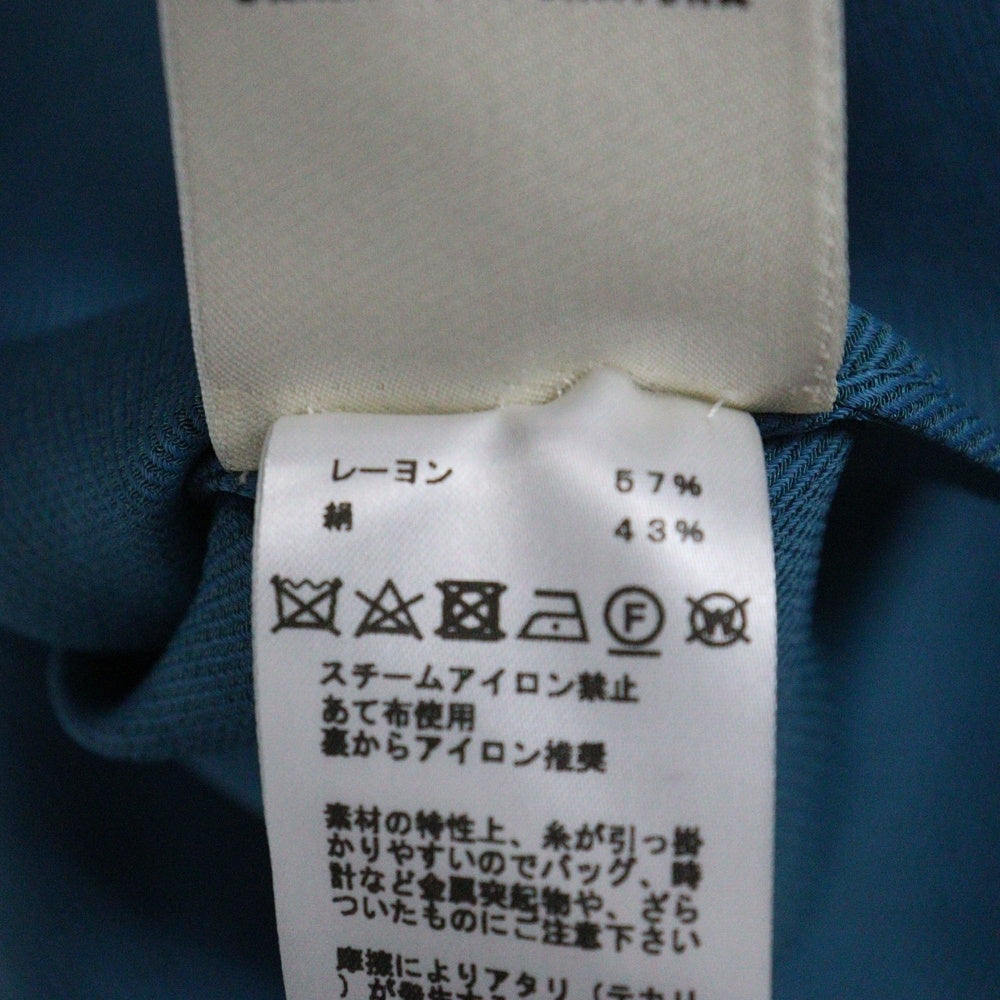 レーヨン 57%
絹 43%
F W
スチームアイロン禁止
あて布使用
裏からアイロン推奨
素材の特性上、糸が引っ掛
かりやすいのでバッグ、時
計など金属突起物や、ざら
ついたものにご注意下さい
摩擦によりアタリ(テカリ
)が発生す